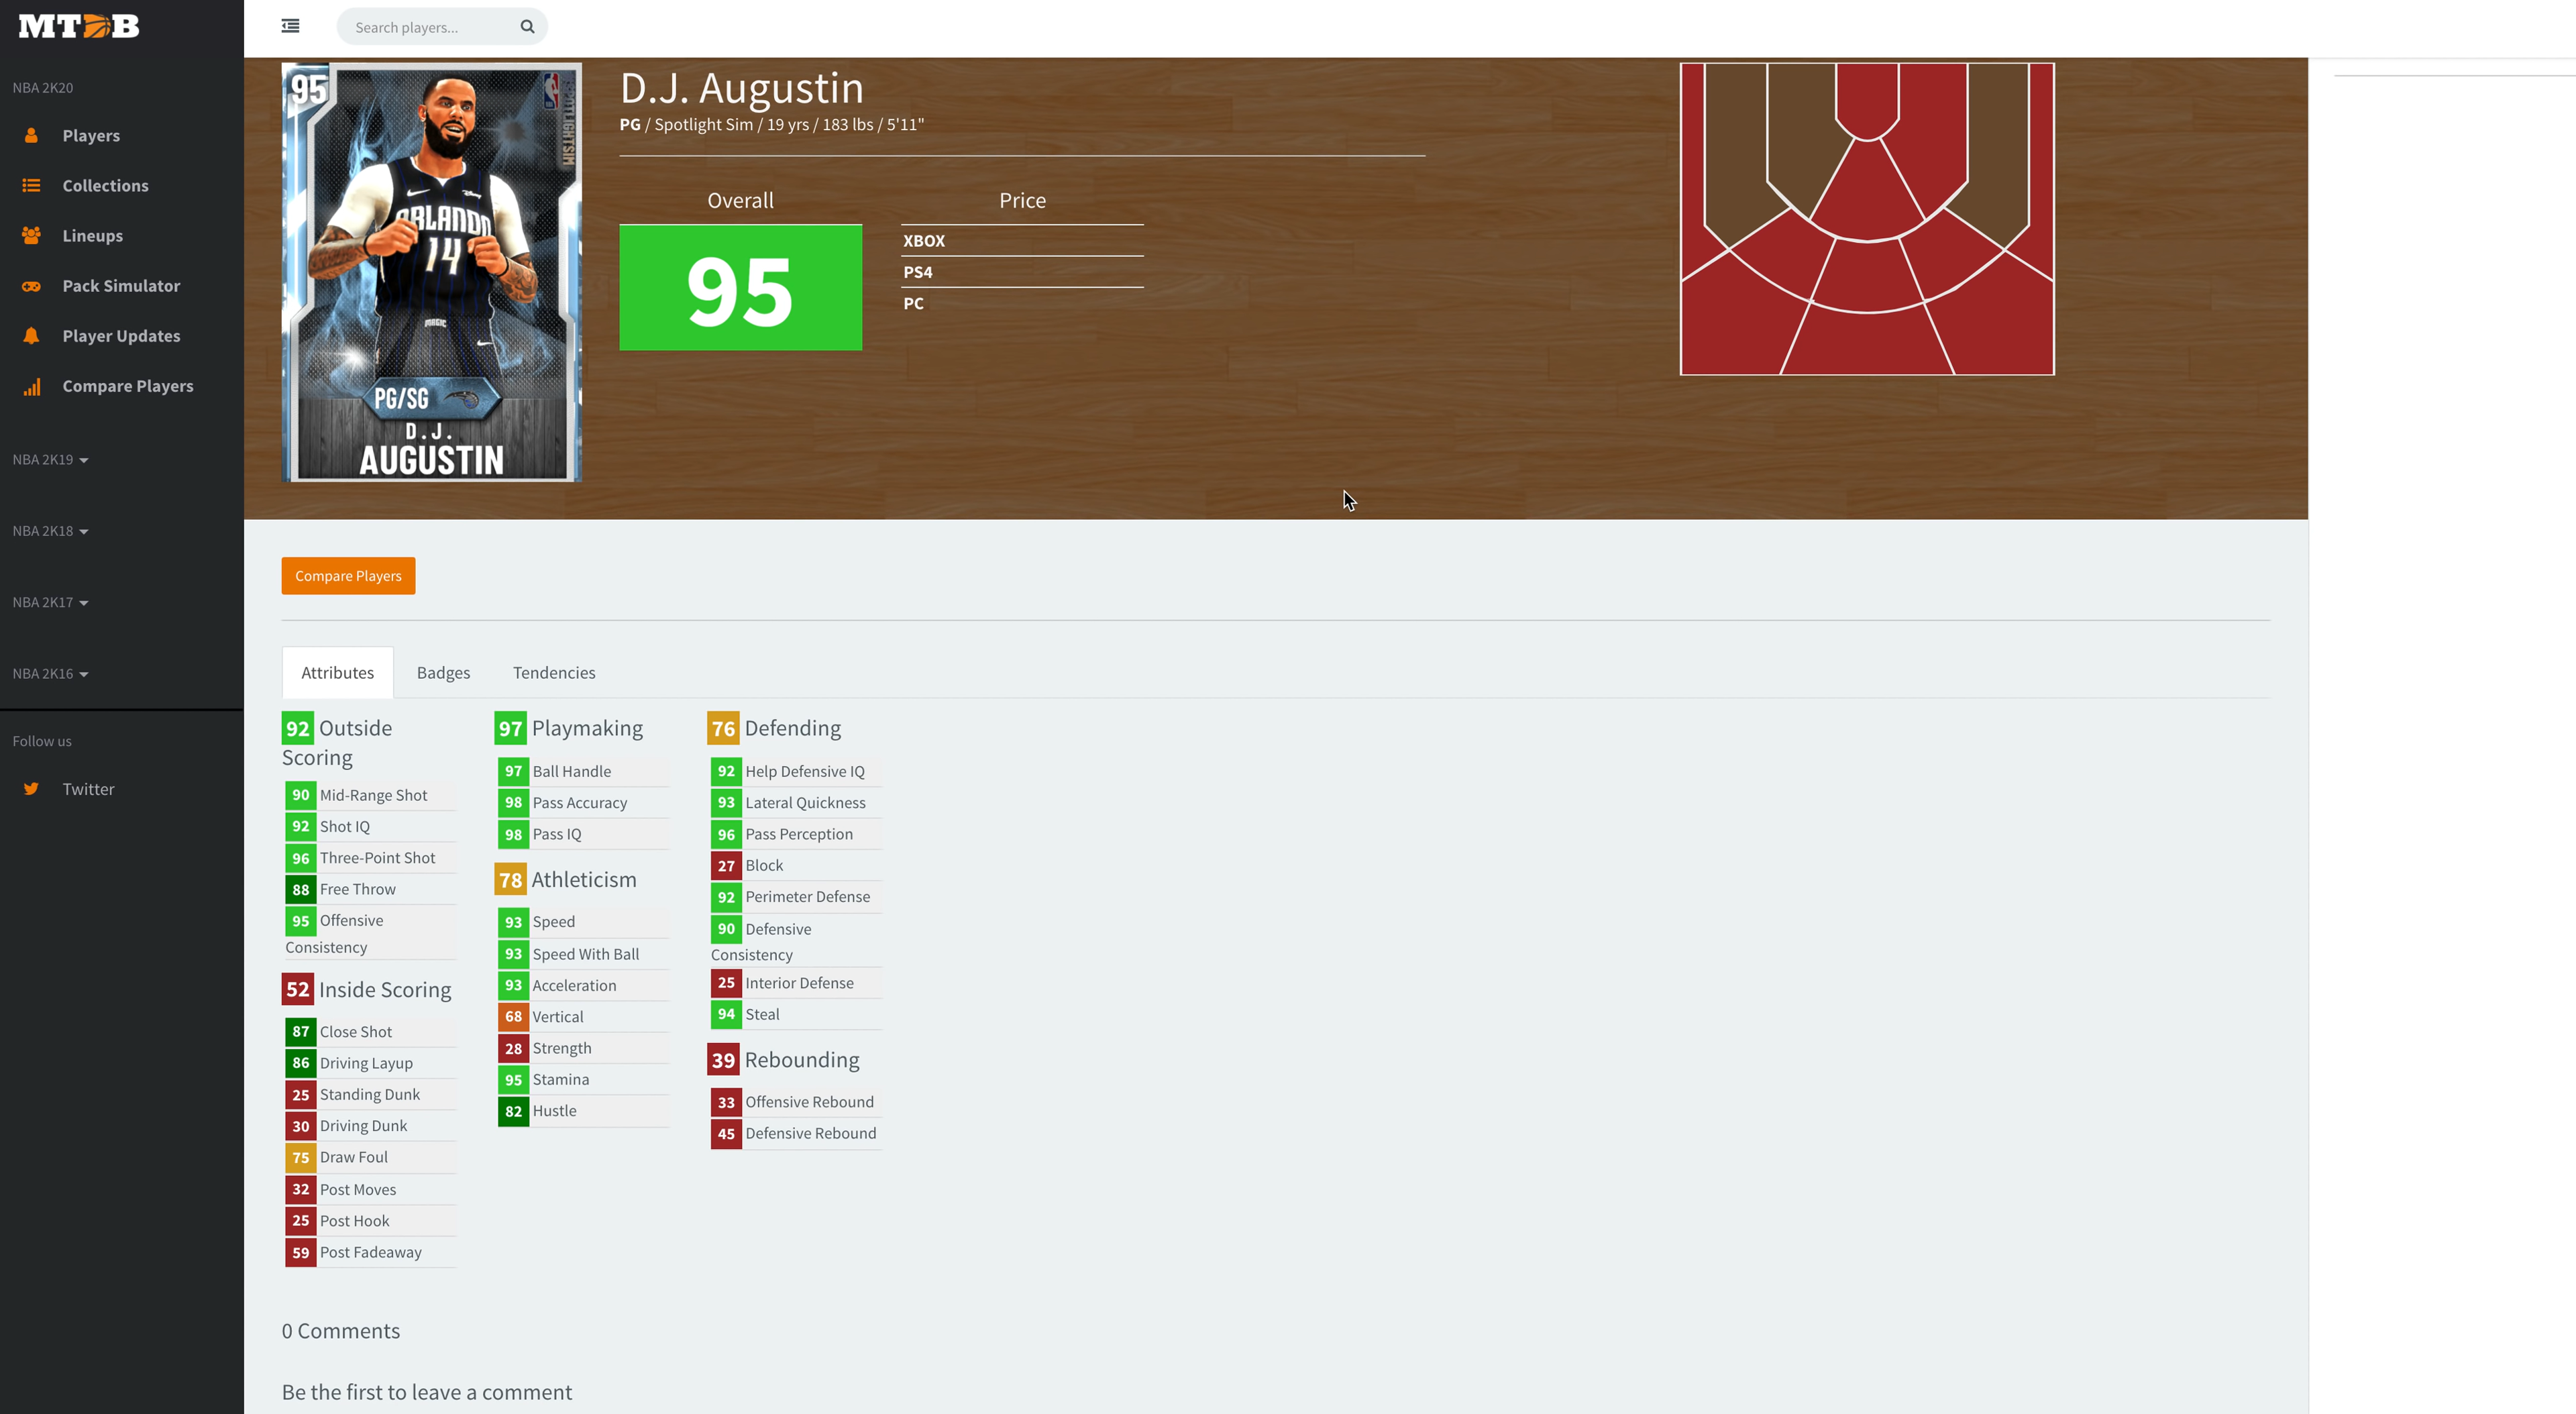 MTDB
Search players...
NBA 2K20
Players
Collections
Lineups
Pack Simulator
Player Updates
Compare Players
NBA 2K19
NBA 2K18
NBA 2K17
NBA 2K16
Follow us
Twitter
95
SPOTLIGHT SIM
ORLANDO
14
MAGIC
PG/SG
D.J.
AUGUSTIN
D.J. Augustin
PG / Spotlight Sim / 19 yrs / 183 lbs / 5'11"
Overall
95
Price
XBOX
PS4
PC
Compare Players
Attributes
Badges
Tendencies
92 Outside
Scoring
90 Mid-Range Shot
92 Shot IQ
96 Three-Point Shot
88 Free Throw
95 Offensive
Consistency
52 Inside Scoring
87 Close Shot
86 Driving Layup
25 Standing Dunk
30 Driving Dunk
75 Draw Foul
32 Post Moves
25 Post Hook
59 Post Fadeaway
97 Playmaking
97 Ball Handle
98 Pass Accuracy
98 Pass IQ
78 Athleticism
93 Speed
93 Speed With Ball
93 Acceleration
68 Vertical
28 Strength
95 Stamina
82 Hustle
76 Defending
92 Help Defensive IQ
93 Lateral Quickness
96 Pass Perception
27 Block
92 Perimeter Defense
90 Defensive
Consistency
25 Interior Defense
94 Steal
39 Rebounding
33 Offensive Rebound
45 Defensive Rebound
0 Comments
Be the first to leave a comment